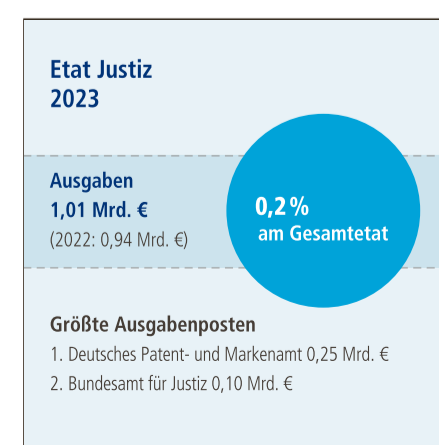 Etat Justiz
2023
Ausgaben
1,01 Mrd. €
(2022: 0,94 Mrd. €)
0,2 %
am Gesamtetat
Größte Ausgabenposten
1. Deutsches Patent- und Markenamt 0,25 Mrd. €
2. Bundesamt für Justiz 0,10 Mrd. €